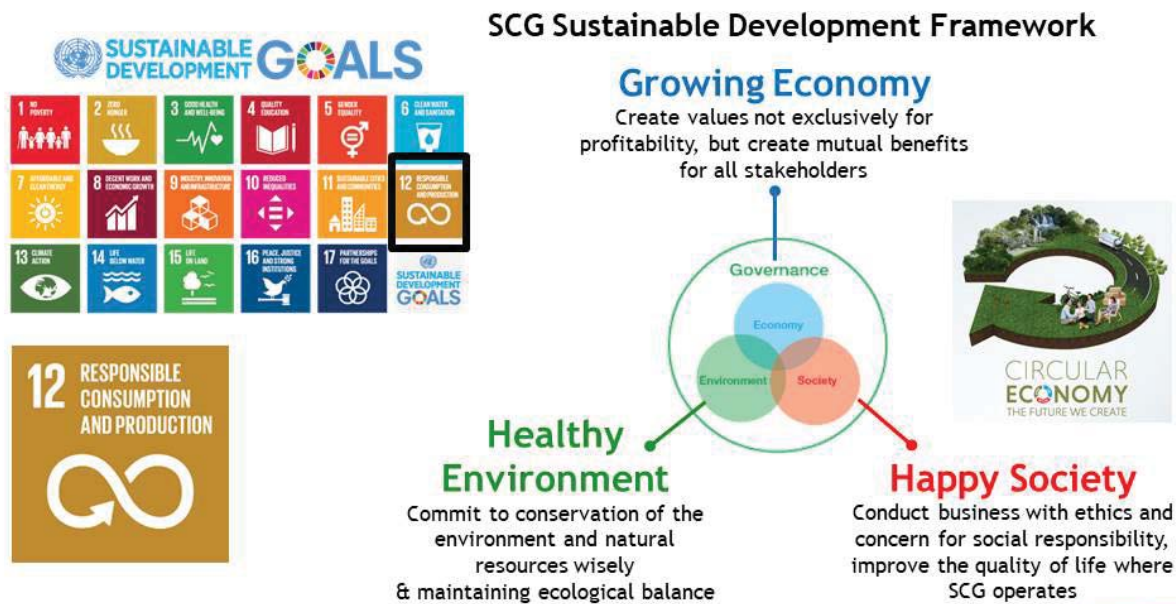 SCG Sustainable Development Framework
SUSTAINABLE
DEVELOPMENT
GOALS
1 NO
POVERTY
2 ZERO
HUNGER
3 GOOD HEALTH
AND WELL-BEING
4 QUALITY
EDUCATION
5 GENDER
EQUALITY
6 CLEAN WATER
AND SANITATION
7 AFFORDABLE AND
CLEAN ENERGY
8 DECENT WORK AND
ECONOMIC GROWTH
9 INDUSTRY, INNOVATION
AND INFRASTRUCTURE
10 REDUCED
INEQUALITIES
11 SUSTAINABLE CITIES
AND COMMUNITIES
12 RESPONSIBLE
CONSUMPTION
AND PRODUCTION
13 CLIMATE
ACTION
14 LIFE
BELOW WATER
15 LIFE
ON LAND
16 PEACE, JUSTICE
AND STRONG
INSTITUTIONS
17 PARTNERSHIPS
FOR THE GOALS
SUSTAINABLE
DEVELOPMENT
GOALS
12 RESPONSIBLE
CONSUMPTION
AND PRODUCTION
Growing Economy
Create values not exclusively for
profitability, but create mutual benefits
for all stakeholders
Governance
Economy
Environment
Society
CIRCULAR
ECONOMY
THE FUTURE WE CREATE
Healthy
Environment
Commit to conservation of the
environment and natural
resources wisely
& maintaining ecological balance
Happy Society
Conduct business with ethics and
concern for social responsibility,
improve the quality of life where
SCG operates